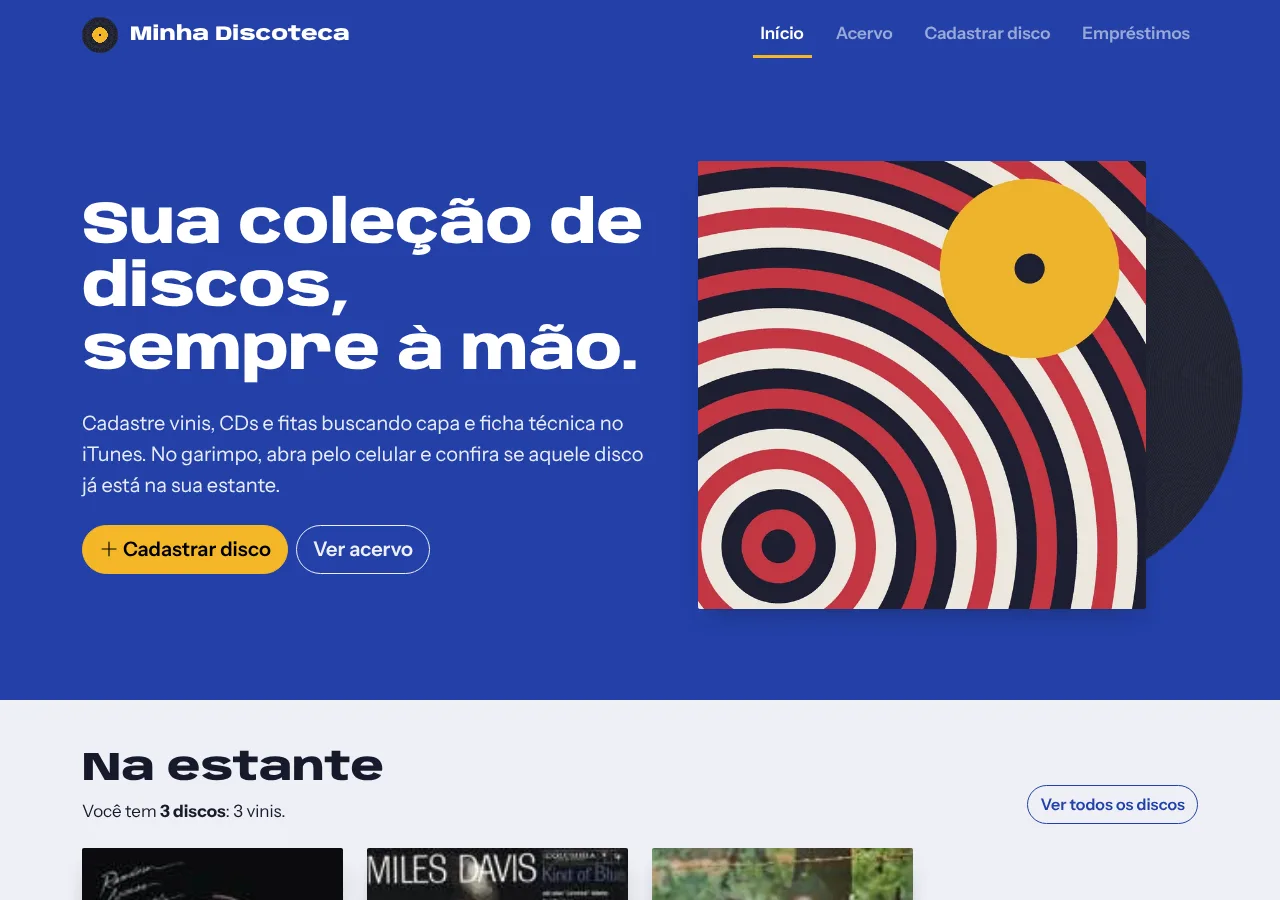 Minha Discoteca
Início
Acervo
Cadastrar disco
Empréstimos
Sua coleção de
discos,
sempre à mão.
Cadastre vinis, CDs e fitas buscando capa e ficha técnica no
iTunes. No garimpo, abra pelo celular e confira se aquele disco
já está na sua estante.
+ Cadastrar disco
Ver acervo
Na estante
Você tem 3 discos: 3 vinis.
Ver todos os discos
MILES DAVIS
COLUMBIA
Kind of Blue